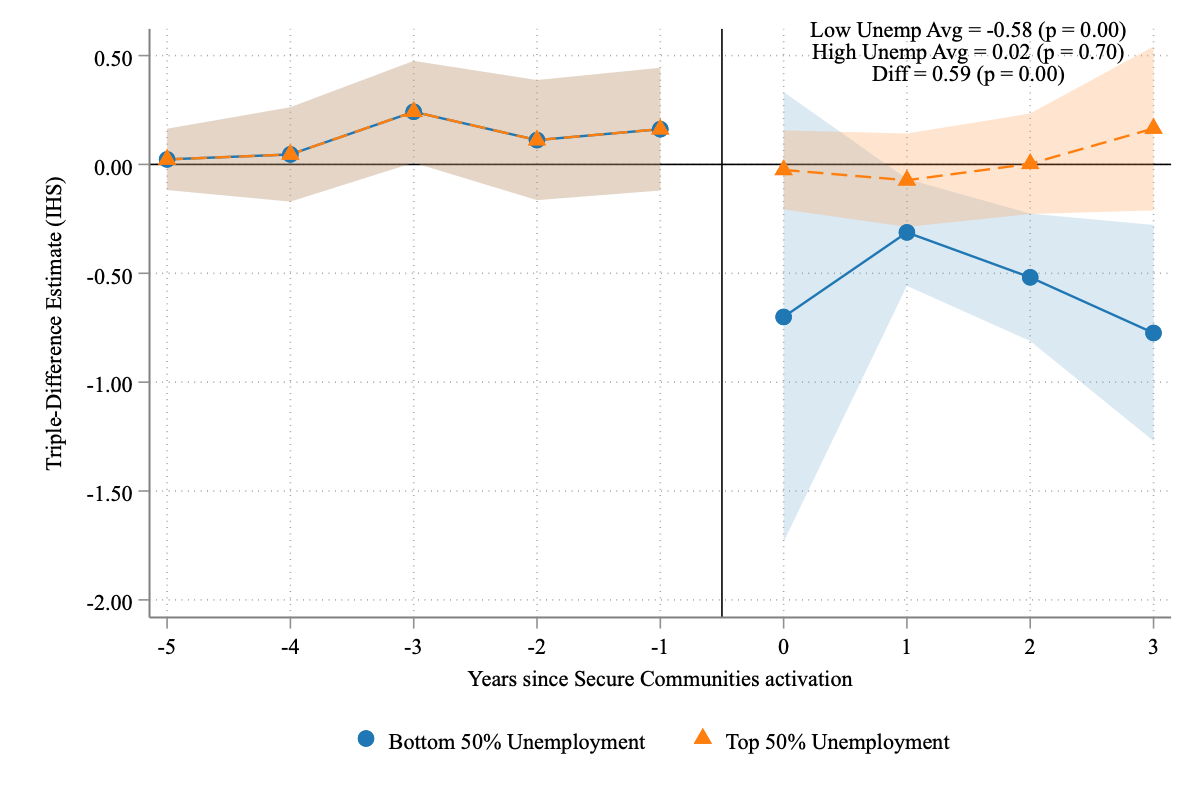 Low Unemp Avg = -0.58 (p = 0.00)
High Unemp Avg = 0.02 (p = 0.70)
Diff = 0.59 (p = 0.00)
0.50
0.00
-0.50
-1.00
-1.50
-2.00
Triple-Difference Estimate (IHS)
-5 -4 -3 -2 -1 0 1 2 3
Years since Secure Communities activation
Bottom 50% Unemployment Top 50% Unemployment